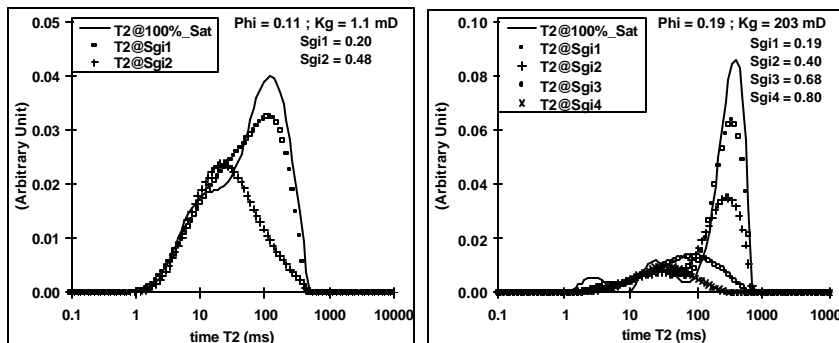 T2@100%_Sat
T2@Sgi1
T2@Sgi2
Phi = 0.11 ; Kg = 1.1 mD
Sgi1 = 0.20
Sgi2 = 0.48
(Arbitrary Unit)
0.05
0.04
0.03
0.02
0.01
0.00
0.1 1 10 100 1000 10000
time T2 (ms)
T2@100%_Sat
T2@Sgi1
T2@Sgi2
T2@Sgi3
T2@Sgi4
Phi = 0.19 ; Kg = 203 mD
Sgi1 = 0.19
Sgi2 = 0.40
Sgi3 = 0.68
Sgi4 = 0.80
(Arbitrary Unit)
0.10
0.08
0.06
0.04
0.02
0.00
0.1 1 10 100 1000 10000
time T2 (ms)